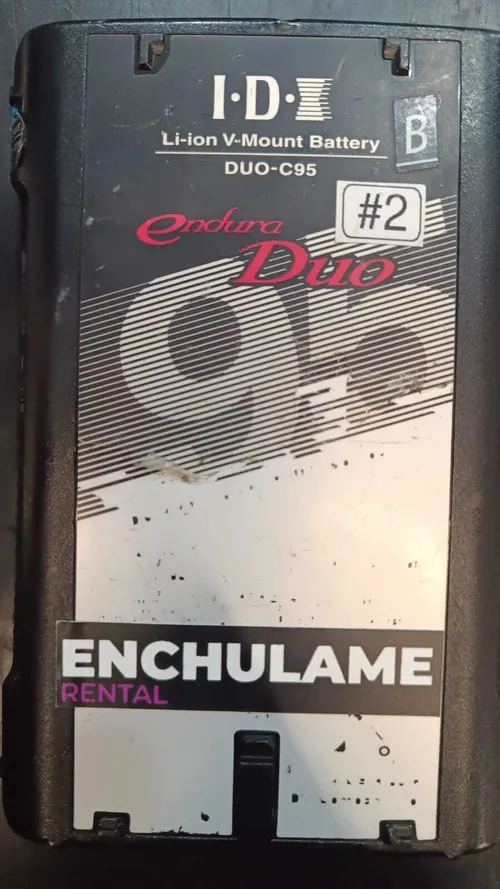 I·D·X
Li-ion V-Mount Battery
B
DUO-C95
#2
endura
Duo
95
ENCHULAME
RENTAL